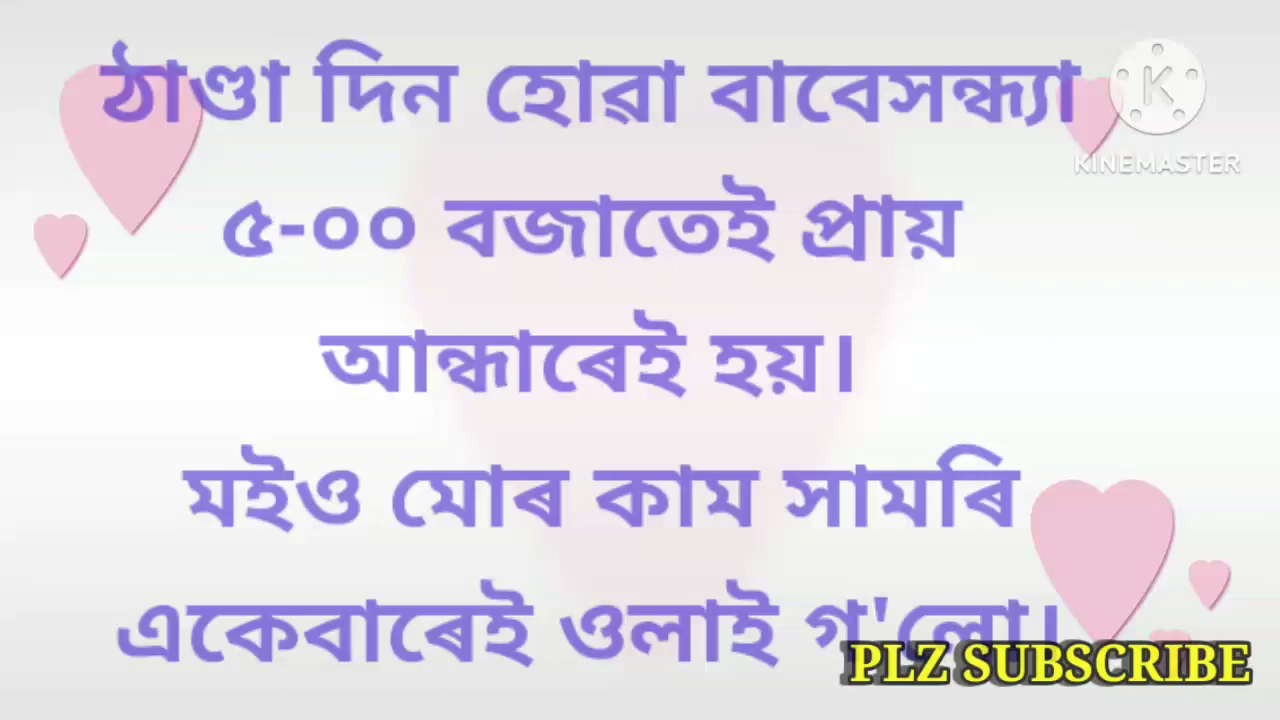 ঠাণ্ডা দিন হোৱা বাবেসন্ধ্যা
KINEMASTER
৫-০০ বজাতেই প্ৰায়
আন্ধাৰেই হয়।
মইও মোৰ কাম সামৰি
একেবাৰেই ওলাই গ'লো।
PLZ SUBSCRIBE